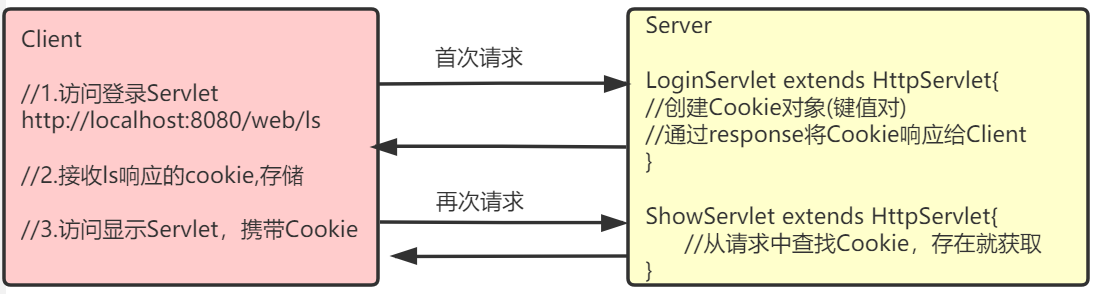 Client
//1.访问登录Servlet
http://localhost:8080/web/ls
//2.接收ls响应的cookie,存储
//3.访问显示Servlet，携带Cookie
首次请求
再次请求
Server
LoginServlet extends HttpServlet{
//创建Cookie对象(键值对)
//通过response将Cookie响应给Client
}
ShowServlet extends HttpServlet{
//从请求中查找Cookie，存在就获取
}